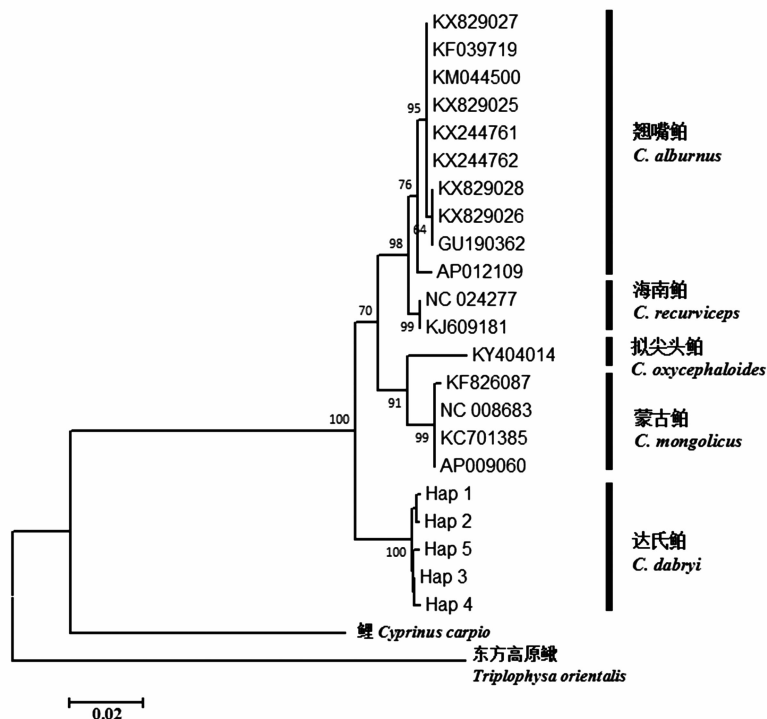 KX829027
KF039719
KM044500
95
KX829025
KX244761
翘嘴鲌
C. alburnus
KX244762
76
KX829028
KX829026
64
98
GU190362
AP012109
NC 024277
海南鲌
C. recurviceps
70
99
KJ609181
拟尖头鲌
KY404014
C. oxycephaloides
KF826087
91
NC 008683
蒙古鲌
C. mongolicus
100
99
KC701385
AP009060
Hap 1
Hap 2
达氏鲌
C. dabryi
100
Hap 5
Hap 3
Hap 4
鲤 Cyprinus carpio
东方高原鳅
Triplophysa orientalis
0.02